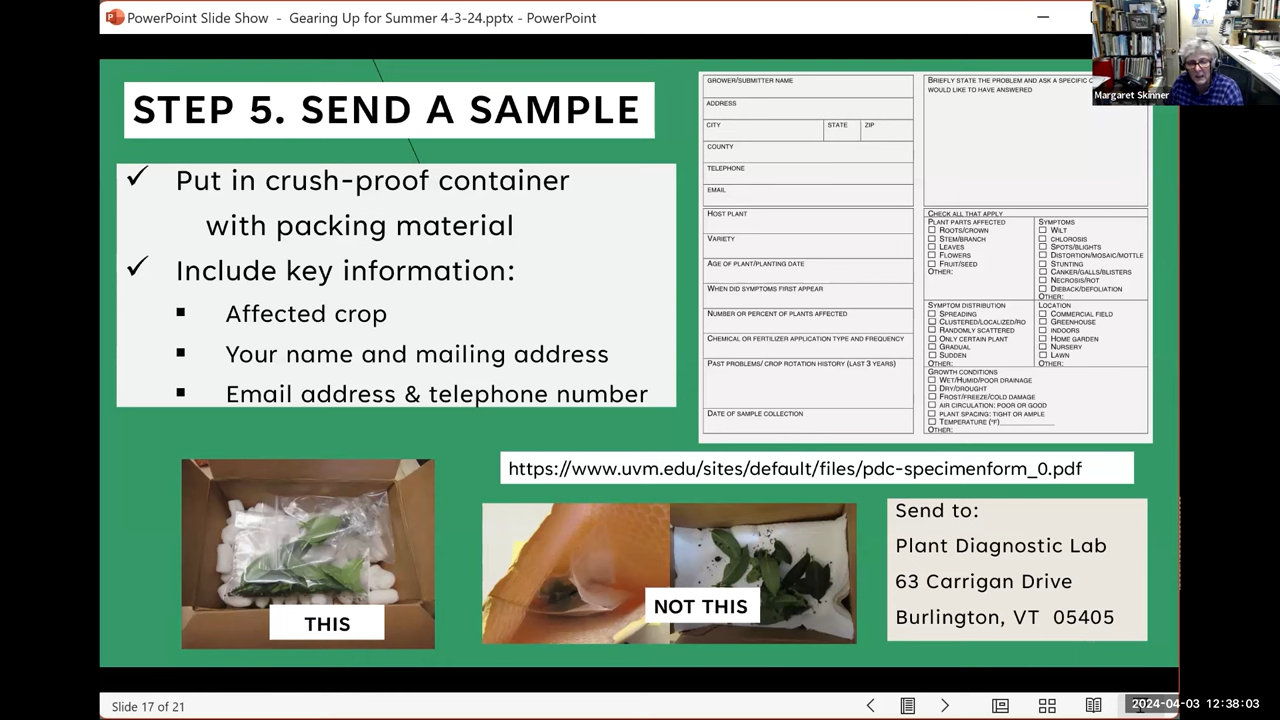 PowerPoint Slide Show - Gearing Up for Summer 4-3-24.pptx - PowerPoint
Margaret Skinner
STEP 5. SEND A SAMPLE
✓ Put in crush-proof container
with packing material
✓ Include key information:
▪ Affected crop
▪ Your name and mailing address
▪ Email address & telephone number
GROWER/SUBMITTER NAME
ADDRESS
CITY STATE ZIP
COUNTY
TELEPHONE
EMAIL
HOST PLANT
VARIETY
AGE OF PLANT/PLANTING DATE
WHEN DID SYMPTOMS FIRST APPEAR
NUMBER OR PERCENT OF PLANTS AFFECTED
CHEMICAL OR FERTILIZER APPLICATION TYPE AND FREQUENCY
PAST PROBLEMS/ CROP ROTATION HISTORY (LAST 3 YEARS)
DATE OF SAMPLE COLLECTION
BRIEFLY STATE THE PROBLEM AND ASK A SPECIFIC
WOULD LIKE TO HAVE ANSWERED
CHECK ALL THAT APPLY
PLANT PARTS AFFECTED
ROOTS/CROWN
STEM/BRANCH
LEAVES
FLOWERS
FRUIT/SEED
OTHER:
SYMPTOMS
WILT
CHLOROSIS
SPOTS/BLIGHTS
DISTORTION/MOSAIC/MOTTLE
STUNTING
CANKER/GALLS/BLISTERS
NECROSIS/ROT
DIEBACK/DEFOLIATION
OTHER:
SYMPTOM DISTRIBUTION
SPREADING
CLUSTERED/LOCALIZED/RO
RANDOMLY SCATTERED
ONLY CERTAIN PLANT
GRADUAL
SUDDEN
OTHER:
LOCATION
COMMERCIAL FIELD
GREENHOUSE
INDOORS
HOME GARDEN
NURSERY
LAWN
OTHER:
GROWTH CONDITIONS
WET/HUMID/POOR DRAINAGE
DRY/DROUGHT
FROST/FREEZE/COLD DAMAGE
AIR CIRCULATION: POOR OR GOOD
PLANT SPACING: TIGHT OR AMPLE
TEMPERATURE (°F)
OTHER:
https://www.uvm.edu/sites/default/files/pdc-specimenform_0.pdf
THIS
NOT THIS
Send to:
Plant Diagnostic Lab
63 Carrigan Drive
Burlington, VT 05405
Slide 17 of 21
2024-04-03 12:38:03